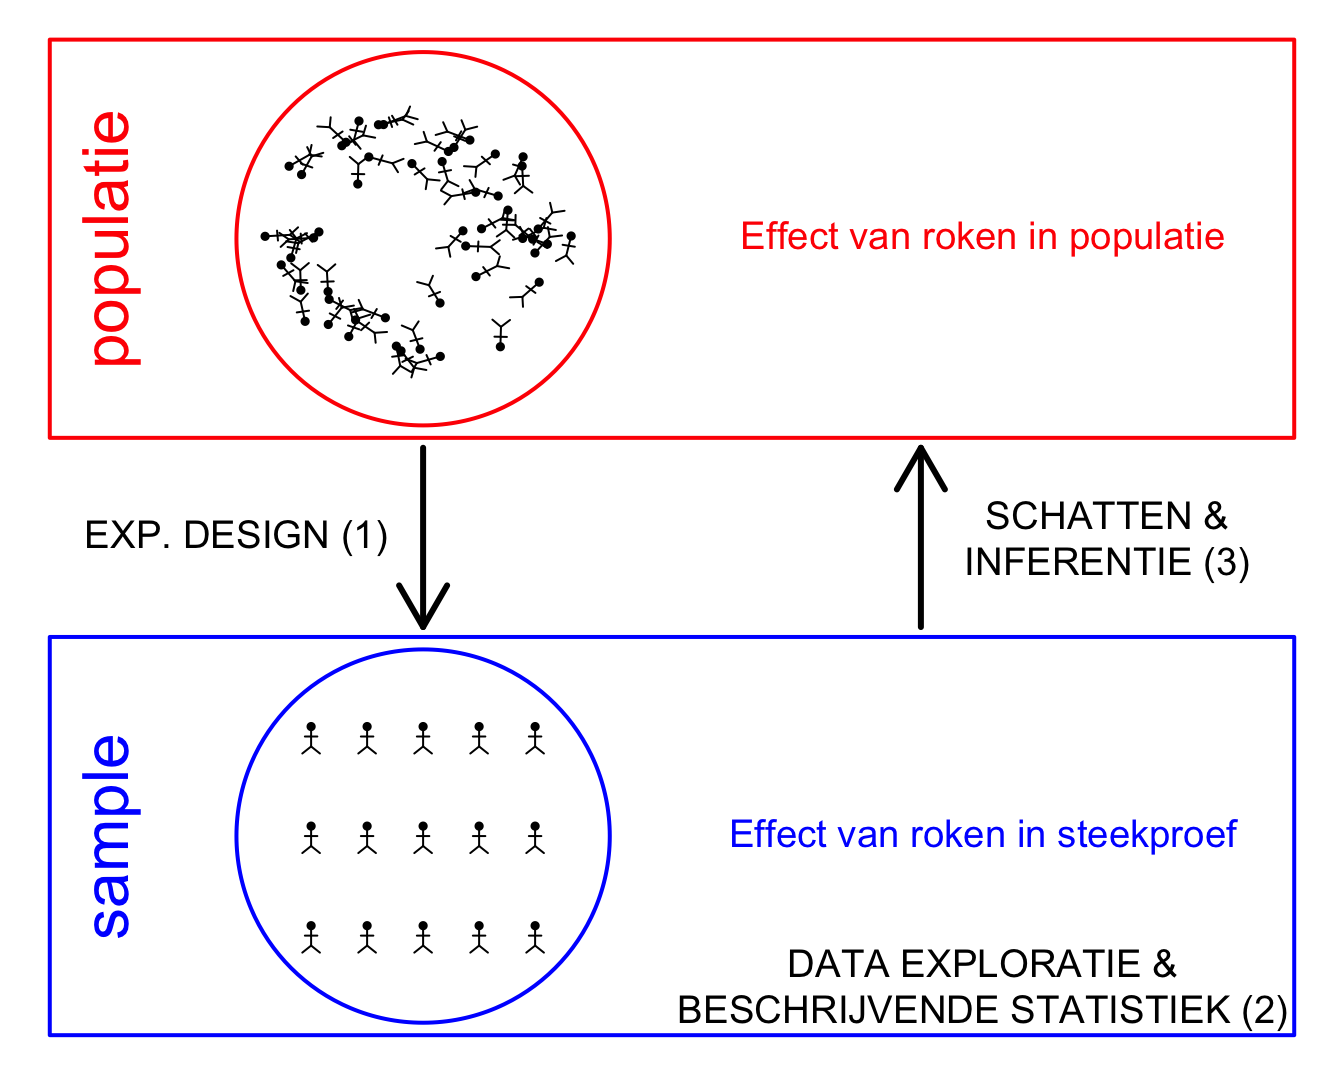 populatie
Effect van roken in populatie
EXP. DESIGN (1)
SCHATTEN &
INFERENTIE (3)
sample
Effect van roken in steekproef
DATA EXPLORATIE &
BESCHRIJVENDE STATISTIEK (2)